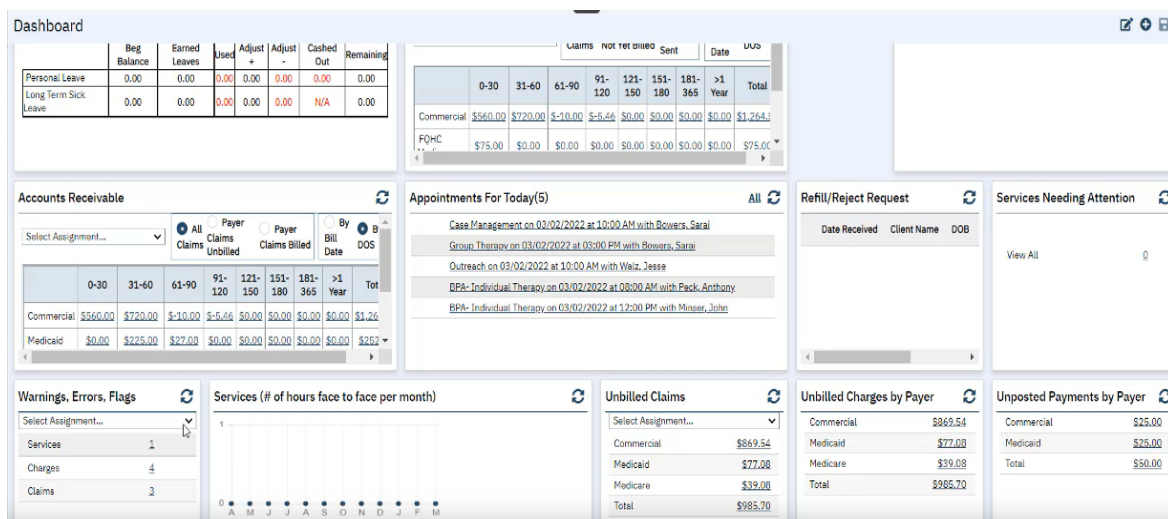 Dashboard
Beg Balance Earned Leaves Used Adjust + Adjust - Cashed Out Remaining
Personal Leave 0.00 0.00 0.00 0.00 0.00 0.00 0.00
Long Term Sick Leave 0.00 0.00 0.00 0.00 0.00 N/A 0.00
Claims Not Yet Billed Sent Date DOS
0-30 31-60 61-90 91-120 121-150 151-180 181-365 >1 Year Total
Commercial $560.00 $720.00 $-10.00 $-5.46 $0.00 $0.00 $0.00 $0.00 $1,264.5
FQHC
$75.00 $0.00 $0.00 $0.00 $0.00 $0.00 $0.00 $0.00 $75.00
Accounts Receivable
Select Assignment...
All Claims Payer Claims Unbilled Payer Claims Billed By Bill Date B DOS
0-30 31-60 61-90 91-120 121-150 151-180 181-365 >1 Year Tot
Commercial $560.00 $720.00 $-10.00 $-5.46 $0.00 $0.00 $0.00 $0.00 $1,26
Medicaid $0.00 $225.00 $27.08 $0.00 $0.00 $0.00 $0.00 $0.00 $252
Appointments For Today(5) All
Case Management on 03/02/2022 at 10:00 AM with Bowers, Sarai
Group Therapy on 03/02/2022 at 03:00 PM with Bowers, Sarai
Outreach on 03/02/2022 at 10:00 AM with Walz, Jesse
BPA- Individual Therapy on 03/02/2022 at 08:00 AM with Peck, Anthony
BPA- Individual Therapy on 03/02/2022 at 12:00 PM with Minser, John
Refill/Reject Request
Date Received Client Name DOB
Services Needing Attention
View All 0
Warnings, Errors, Flags
Select Assignment...
Services 1
Charges 4
Claims 3
Services (# of hours face to face per month)
1
0
A M J J A S O N D J F M
Unbilled Claims
Select Assignment...
Commercial $869.54
Medicaid $77.08
Medicare $39.08
Total $985.70
Unbilled Charges by Payer
Commercial $869.54
Medicaid $77.08
Medicare $39.08
Total $985.70
Unposted Payments by Payer
Commercial $25.00
Medicaid $25.00
Total $50.00